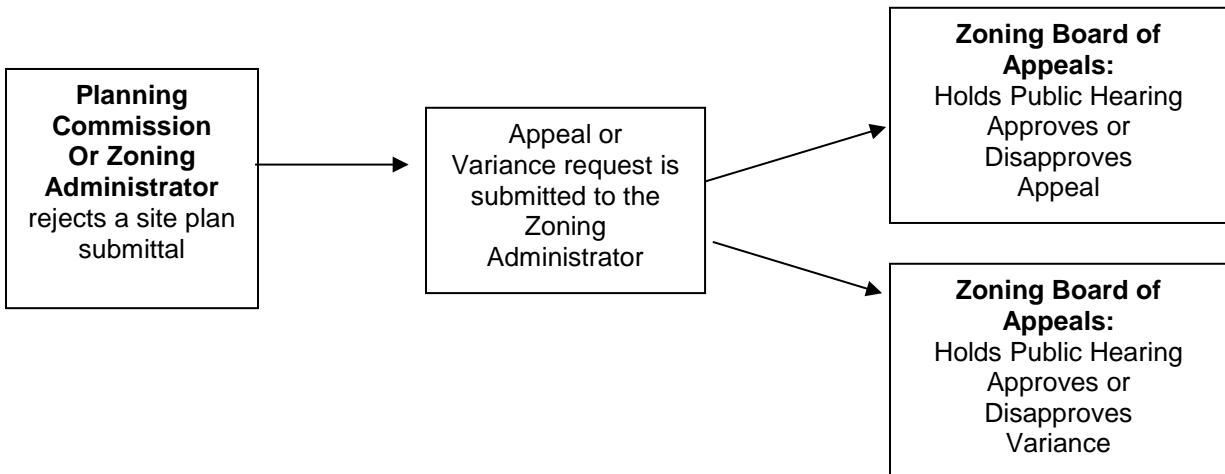 Planning
Commission
Or Zoning
Administrator
rejects a site plan
submittal
Appeal or
Variance request is
submitted to the
Zoning
Administrator
Zoning Board of
Appeals:
Holds Public Hearing
Approves or
Disapproves
Appeal
Zoning Board of
Appeals:
Holds Public Hearing
Approves or
Disapproves
Variance